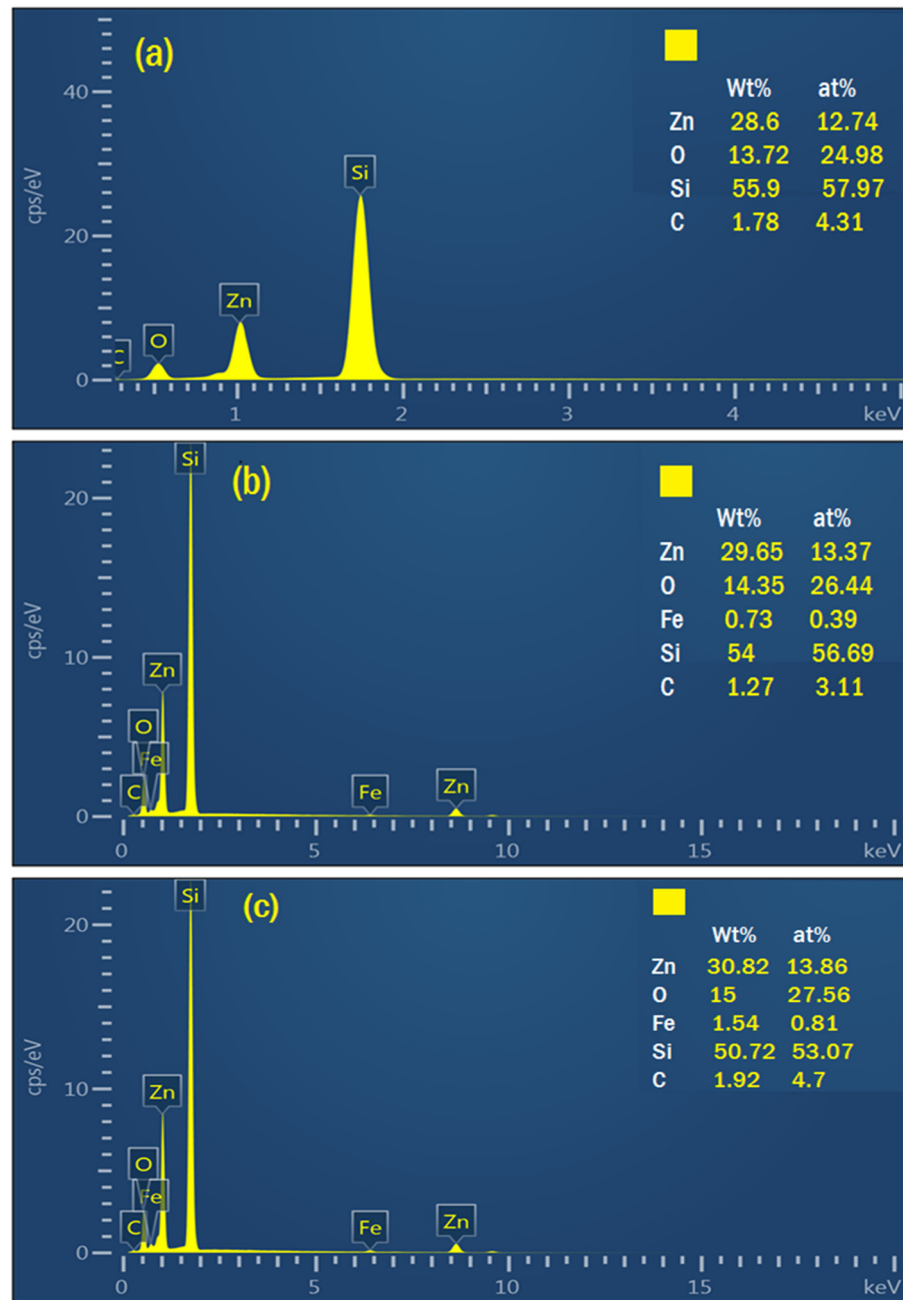 (a)
Wt% at%
Zn 28.6 12.74
O 13.72 24.98
Si 55.9 57.97
C 1.78 4.31
40
20
0
cps/eV
Si
Zn
O
C
1 2 3 4 keV
(b)
Wt% at%
Zn 29.65 13.37
O 14.35 26.44
Fe 0.73 0.39
Si 54 56.69
C 1.27 3.11
20
10
0
cps/eV
Si
Zn
O
Fe
C
Fe
Zn
0 5 10 15 keV
(c)
Wt% at%
Zn 30.82 13.86
O 15 27.56
Fe 1.54 0.81
Si 50.72 53.07
C 1.92 4.7
20
10
0
cps/eV
Si
Zn
O
Fe
C
Fe
Zn
0 5 10 15 keV